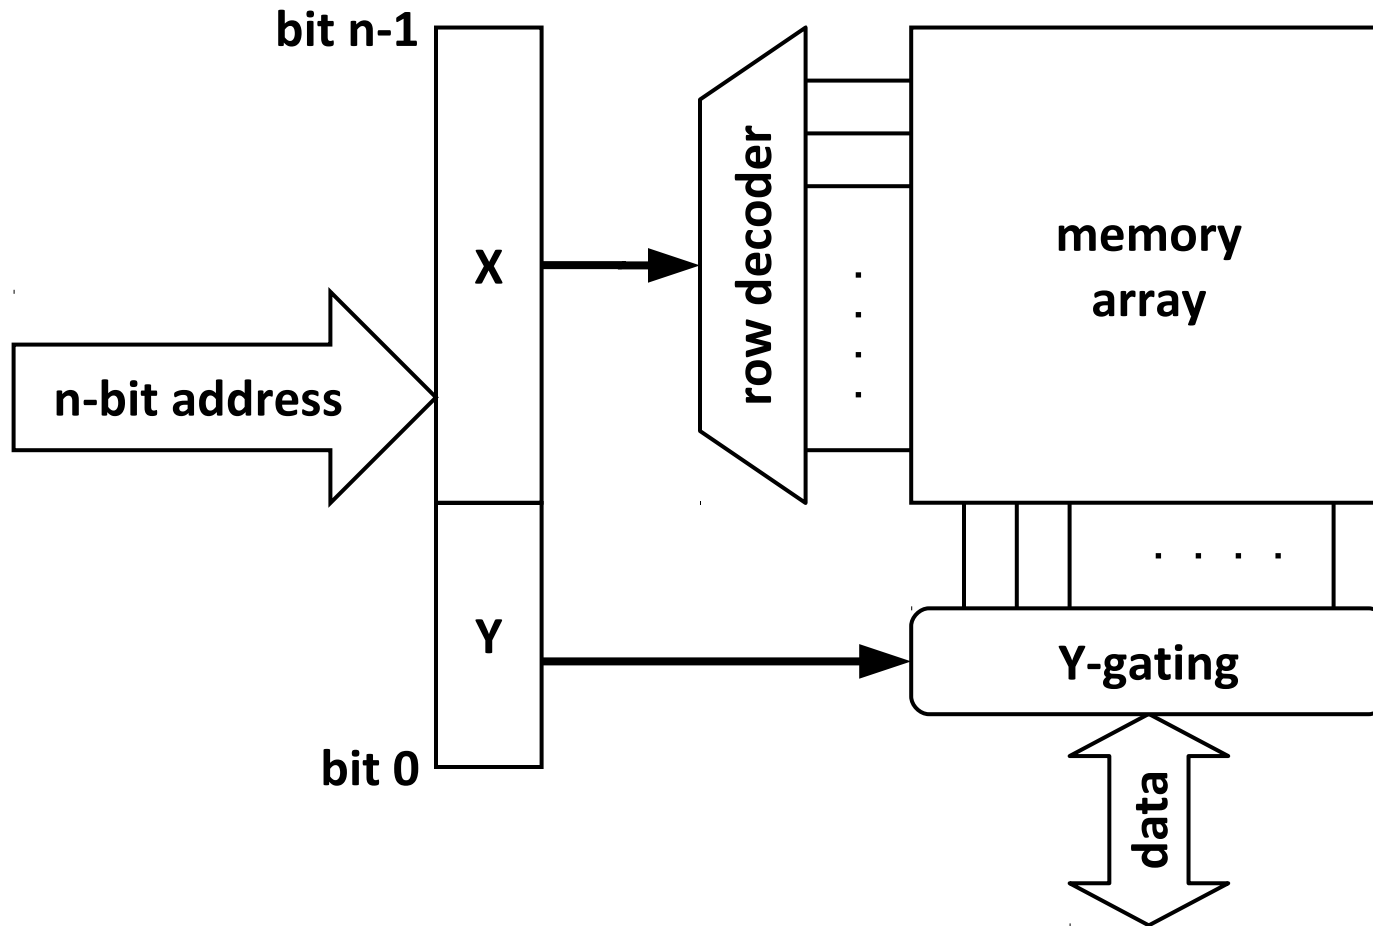 bit n-1
X
row decoder
memory
array
n-bit address
. . . .
. . . .
Y
Y-gating
bit 0
data